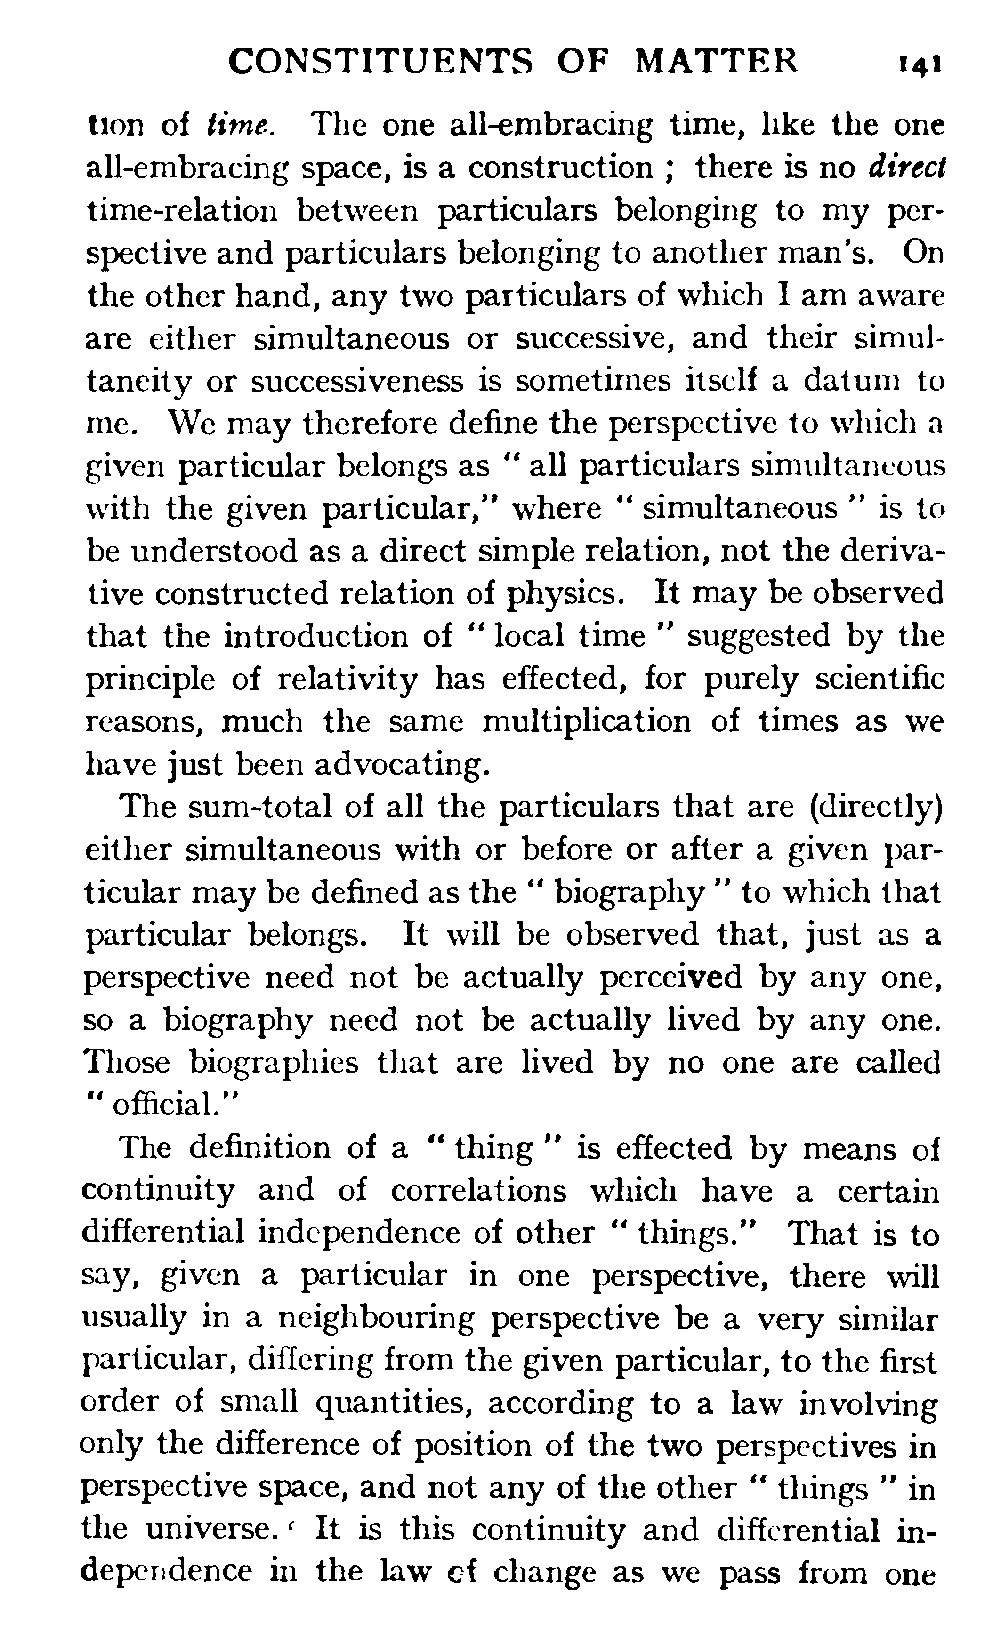 CONSTITUENTS OF MATTER 141
tion of time. The one all-embracing time, like the one
all-embracing space, is a construction ; there is no direct
time-relation between particulars belonging to my per-
spective and particulars belonging to another man's. On
the other hand, any two particulars of which I am aware
are either simultaneous or successive, and their simul-
taneity or successiveness is sometimes itself a datum to
me. We may therefore define the perspective to which a
given particular belongs as “ all particulars simultaneous
with the given particular,” where “ simultaneous ” is to
be understood as a direct simple relation, not the deriva-
tive constructed relation of physics. It may be observed
that the introduction of “ local time ” suggested by the
principle of relativity has effected, for purely scientific
reasons, much the same multiplication of times as we
have just been advocating.
The sum-total of all the particulars that are (directly)
either simultaneous with or before or after a given par-
ticular may be defined as the “ biography ” to which that
particular belongs. It will be observed that, just as a
perspective need not be actually perceived by any one,
so a biography need not be actually lived by any one.
Those biographies that are lived by no one are called
“ official.”
The definition of a “ thing ” is effected by means of
continuity and of correlations which have a certain
differential independence of other “ things.” That is to
say, given a particular in one perspective, there will
usually in a neighbouring perspective be a very similar
particular, differing from the given particular, to the first
order of small quantities, according to a law involving
only the difference of position of the two perspectives in
perspective space, and not any of the other “ things ” in
the universe. It is this continuity and differential in-
dependence in the law of change as we pass from one